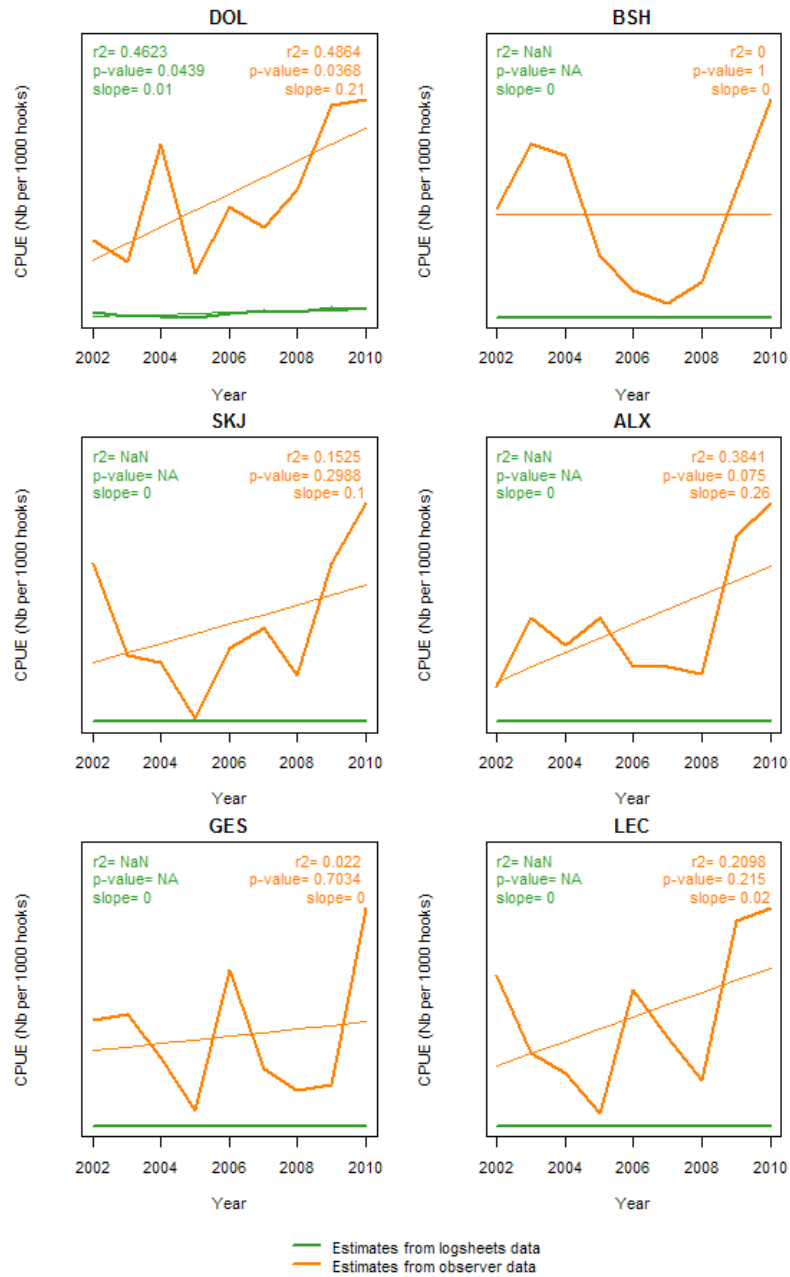 DOL
r2= 0.4623
p-value= 0.0439
slope= 0.01
r2= 0.4864
p-value= 0.0368
slope= 0.21
CPUE (Nb per 1000 hooks)
2002 2004 2006 2008 2010
Year
BSH
r2= NaN
p-value= NA
slope= 0
r2= 0
p-value= 1
slope= 0
CPUE (Nb per 1000 hooks)
2002 2004 2006 2008 2010
Year
SKJ
r2= NaN
p-value= NA
slope= 0
r2= 0.1525
p-value= 0.2988
slope= 0.1
CPUE (Nb per 1000 hooks)
2002 2004 2006 2008 2010
Year
ALX
r2= NaN
p-value= NA
slope= 0
r2= 0.3841
p-value= 0.075
slope= 0.26
CPUE (Nb per 1000 hooks)
2002 2004 2006 2008 2010
Year
GES
r2= NaN
p-value= NA
slope= 0
r2= 0.022
p-value= 0.7034
slope= 0
CPUE (Nb per 1000 hooks)
2002 2004 2006 2008 2010
Year
LEC
r2= NaN
p-value= NA
slope= 0
r2= 0.2098
p-value= 0.215
slope= 0.02
CPUE (Nb per 1000 hooks)
2002 2004 2006 2008 2010
Year
Estimates from logsheets data
Estimates from observer data